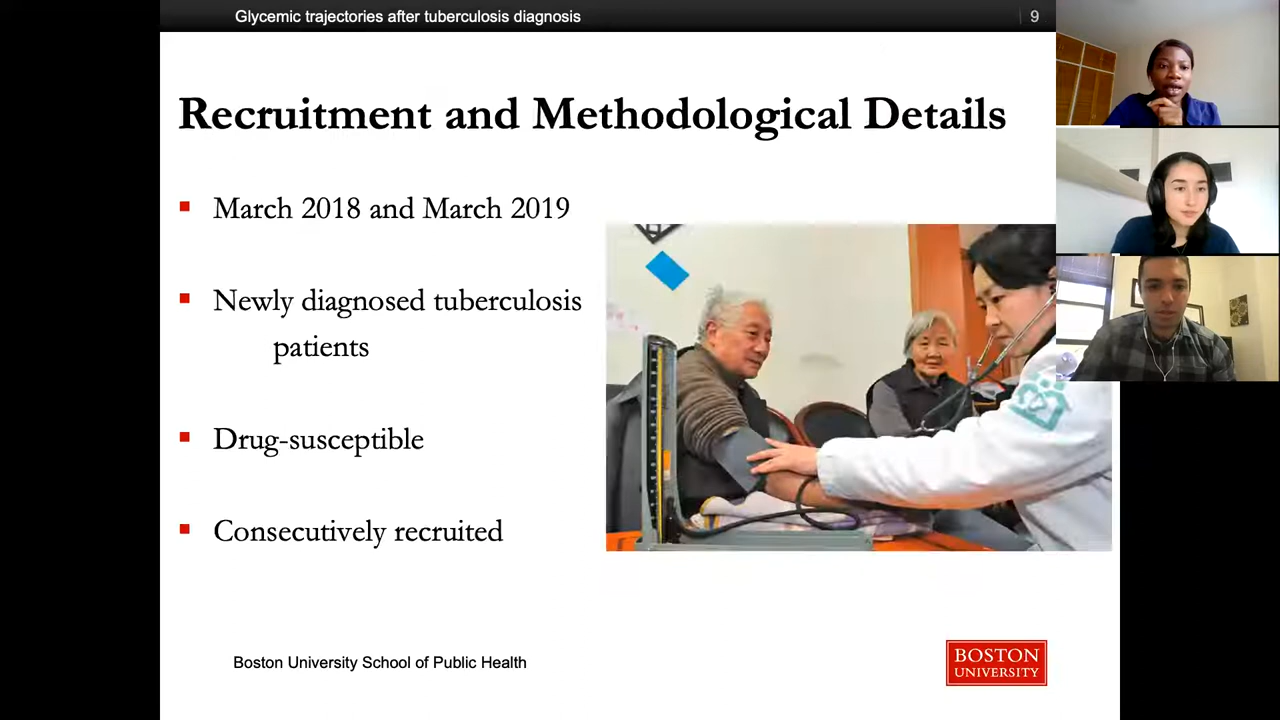 Glycemic trajectories after tuberculosis diagnosis
9
Recruitment and Methodological Details
March 2018 and March 2019
Newly diagnosed tuberculosis
patients
Drug-susceptible
Consecutively recruited
Boston University School of Public Health
BOSTON
UNIVERSITY